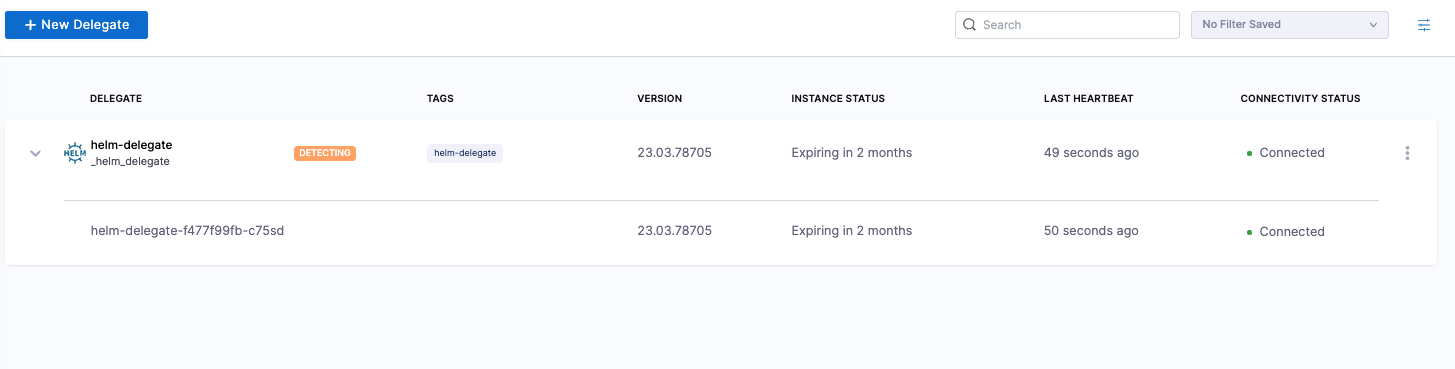 + New Delegate
Search
No Filter Saved
DELEGATE TAGS VERSION INSTANCE STATUS LAST HEARTBEAT CONNECTIVITY STATUS
HELM helm-delegate DETECTING helm-delegate 23.03.78705 Expiring in 2 months 49 seconds ago Connected
_helm_delegate
helm-delegate-f477f99fb-c75sd 23.03.78705 Expiring in 2 months 50 seconds ago Connected